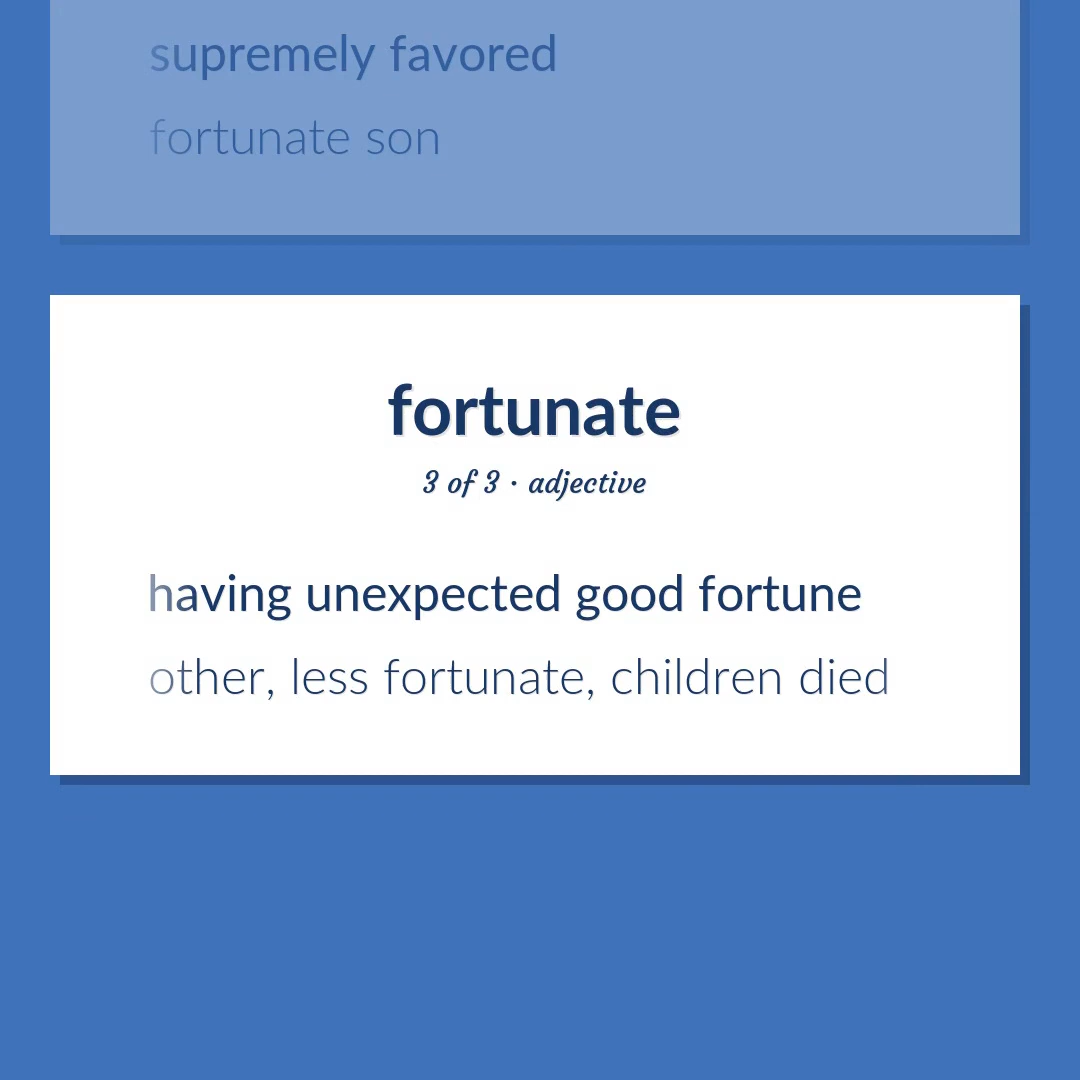 supremely favored
fortunate son
fortunate
3 of 3 · adjective
having unexpected good fortune
other, less fortunate, children died